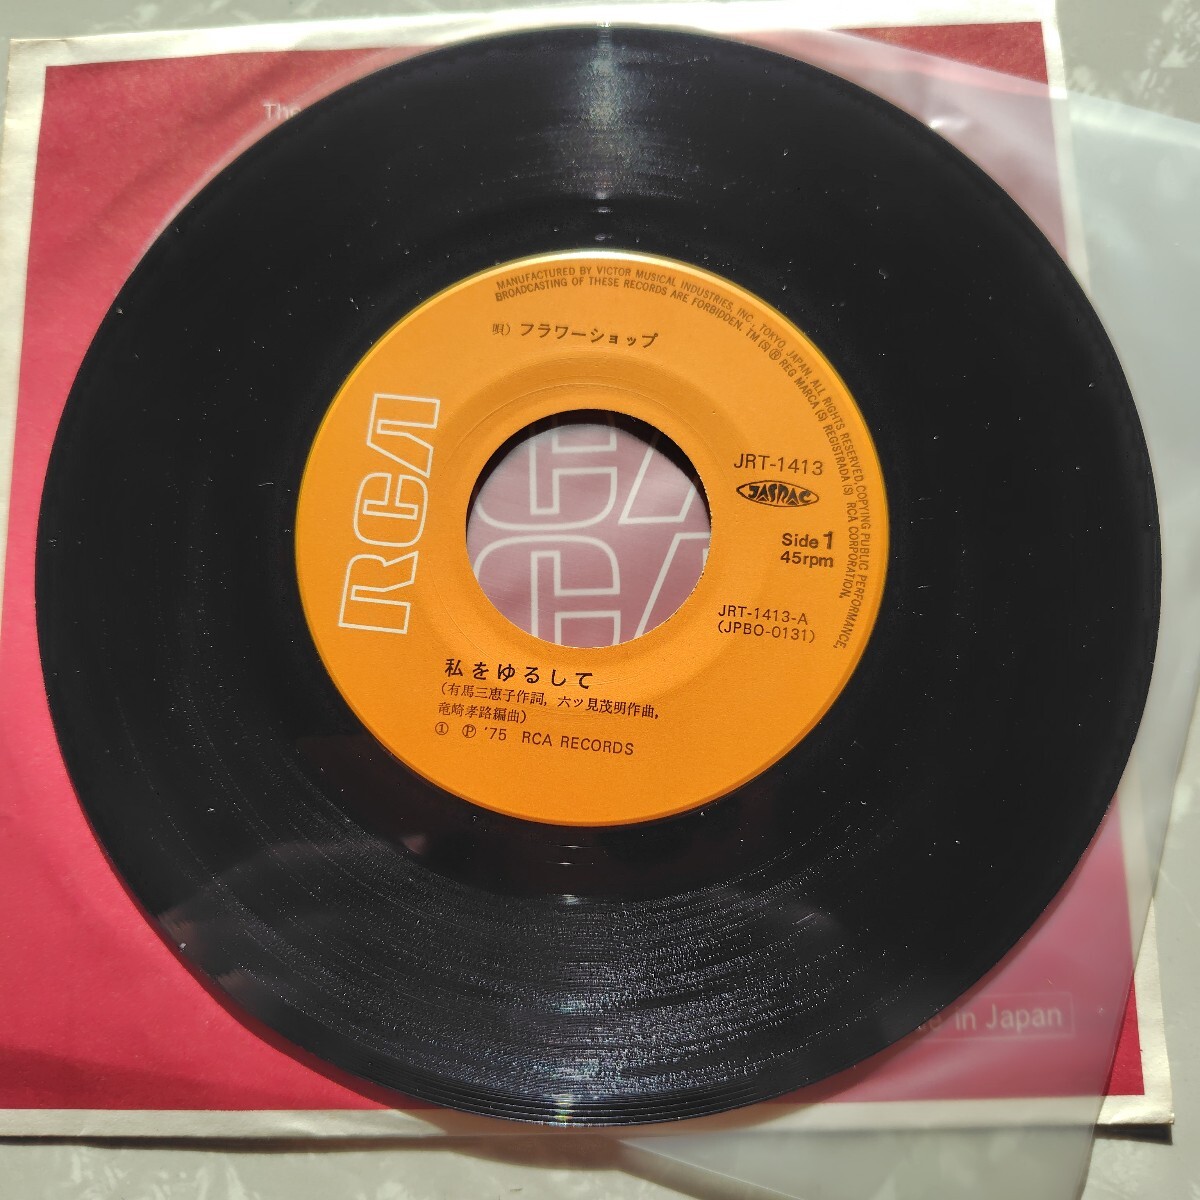 The
MANUFACTURED BY VICTOR MUSICAL INDUSTRIES, INC. TOKYO, JAPAN. ALL RIGHTS RESERVED, COPYING PUBLIC PERFORMANCE,
BROADCASTING OF THESE RECORDS ARE FORBIDDEN. TM(S)® REG MARCA(S) REGISTRADA(S) RCA CORPORATION.
唄) フラワーショップ
RCA
JRT-1413
JASRAC
Side 1
45rpm
JRT-1413-A
(JPBO-0131)
私をゆるして
(有馬三恵子作詞, 六ッ見茂明作曲,
竜崎孝路編曲)
① Ⓟ '75 RCA RECORDS
in Japan